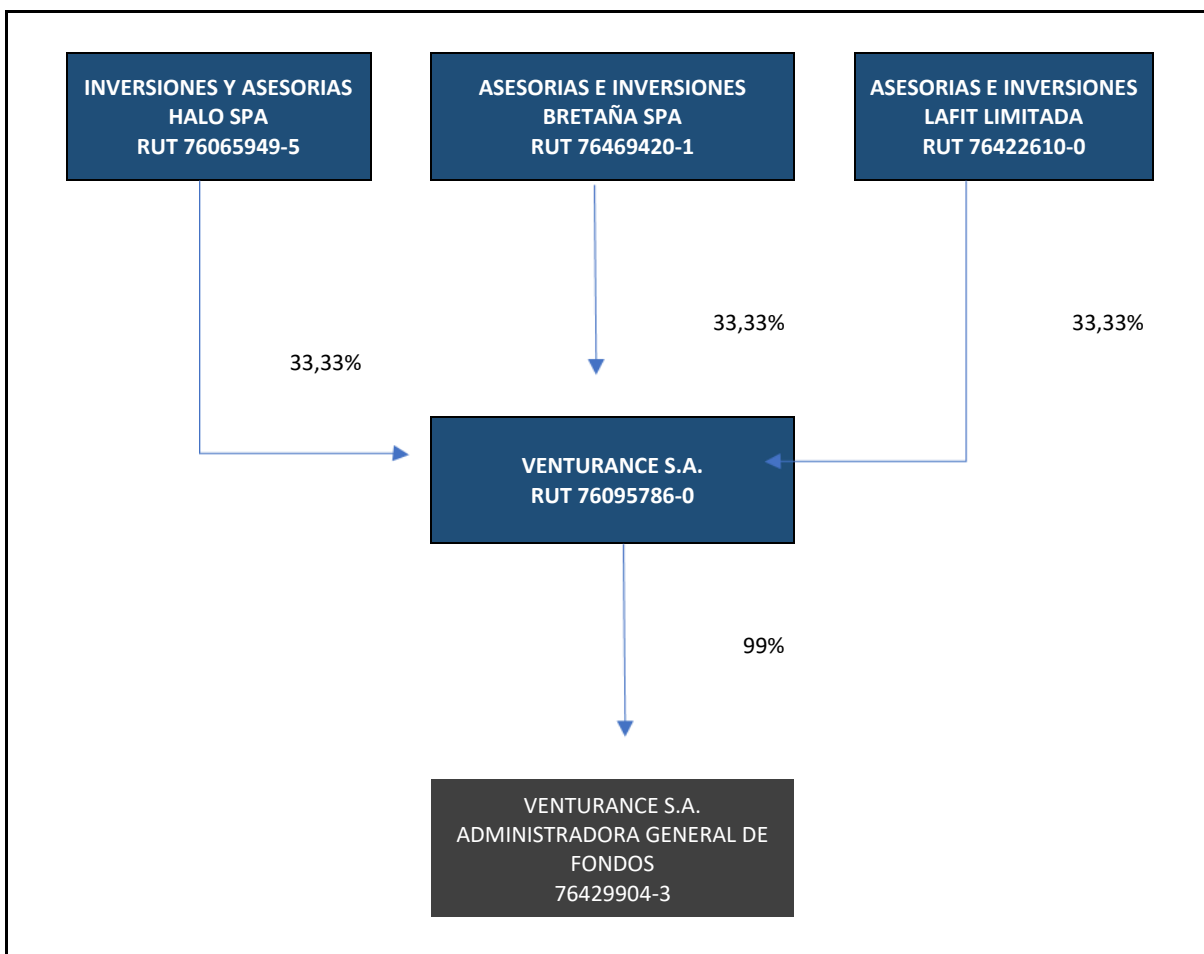 INVERSIONES Y ASESORIAS
HALO SPA
RUT 76065949-5
ASESORIAS E INVERSIONES
BRETAÑA SPA
RUT 76469420-1
ASESORIAS E INVERSIONES
LAFIT LIMITADA
RUT 76422610-0
33,33%
33,33%
33,33%
VENTURANCE S.A.
RUT 76095786-0
99%
VENTURANCE S.A.
ADMINISTRADORA GENERAL DE
FONDOS
76429904-3